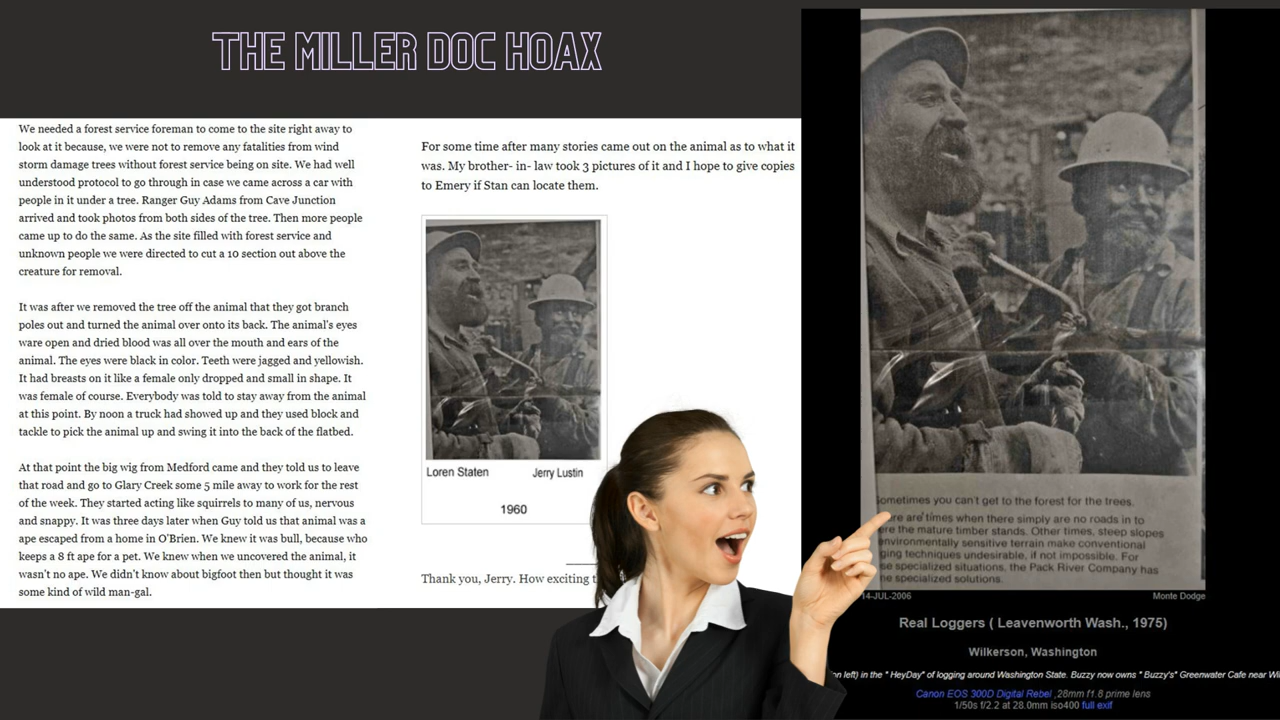 THE MILLER DOC HOAX
We needed a forest service foreman to come to the site right away to
look at it because, we were not to remove any fatalities from wind
storm damage trees without forest service being on site. We had well
understood protocol to go through in case we came across a car with
people in it under a tree. Ranger Guy Adams from Cave Junction
arrived and took photos from both sides of the tree. Then more people
came up to do the same. As the site filled with forest service and
unknown people we were directed to cut a 10 section out above the
creature for removal.
It was after we removed the tree off the animal that they got branch
poles out and turned the animal over onto its back. The animal's eyes
ware open and dried blood was all over the mouth and ears of the
animal. The eyes were black in color. Teeth were jagged and yellowish.
It had breasts on it like a female only dropped and small in shape. It
was female of course. Everybody was told to stay away from the animal
at this point. By noon a truck had showed up and they used block and
tackle to pick the animal up and swing it into the back of the flatbed.
At that point the big wig from Medford came and they told us to leave
that road and go to Glary Creek some 5 mile away to work for the rest
of the week. They started acting like squirrels to many of us, nervous
and snappy. It was three days later when Guy told us that animal was a
ape escaped from a home in O'Brien. We knew it was bull, because who
keeps a 8 ft ape for a pet. We knew when we uncovered the animal, it
wasn't no ape. We didn't know about bigfoot then but thought it was
some kind of wild man-gal.
For some time after many stories came out on the animal as to what it
was. My brother- in- law took 3 pictures of it and I hope to give copies
to Emery if Stan can locate them.
Loren Staten Jerry Lustin
1960
Thank you, Jerry. How exciting
Sometimes you can't get to the forest for the trees.
are times when there simply are no roads in to
the mature timber stands. Other times, steep slopes
environmentally sensitive terrain make conventional
techniques undesirable, if not impossible. For
specialized situations, the Pack River Company has
specialized solutions.
14-JUL-2006 Monte Dodge
Real Loggers ( Leavenworth Wash., 1975)
Wilkerson, Washington
left) in the " HeyDay" of logging around Washington State. Buzzy now owns " Buzzy's" Greenwater Cafe near
Canon EOS 300D Digital Rebel ,28mm f1.8 prime lens
1/50s f/2.2 at 28.0mm iso400 full exif